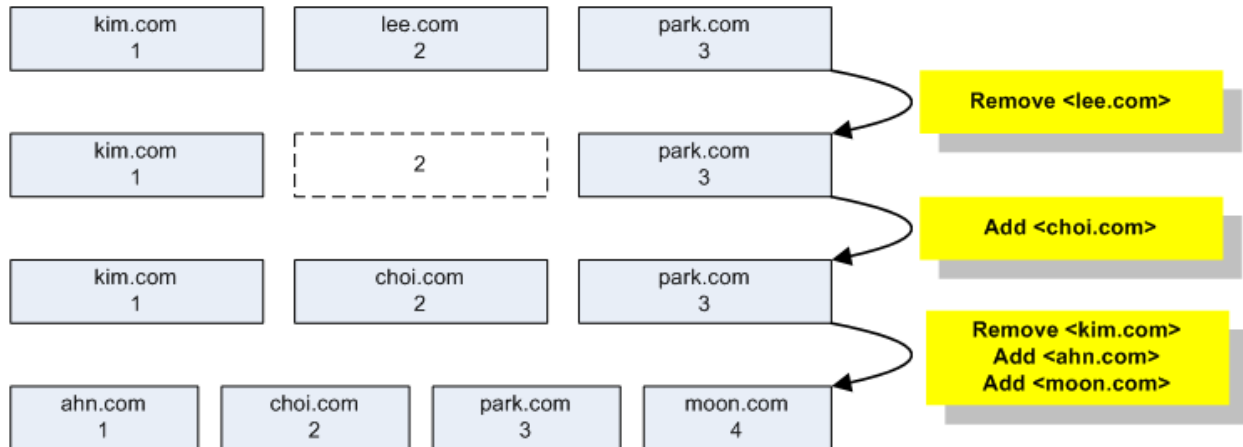 kim.com
1
lee.com
2
park.com
3
Remove <lee.com>
kim.com
1
2
park.com
3
Add <choi.com>
kim.com
1
choi.com
2
park.com
3
Remove <kim.com>
Add <ahn.com>
Add <moon.com>
ahn.com
1
choi.com
2
park.com
3
moon.com
4